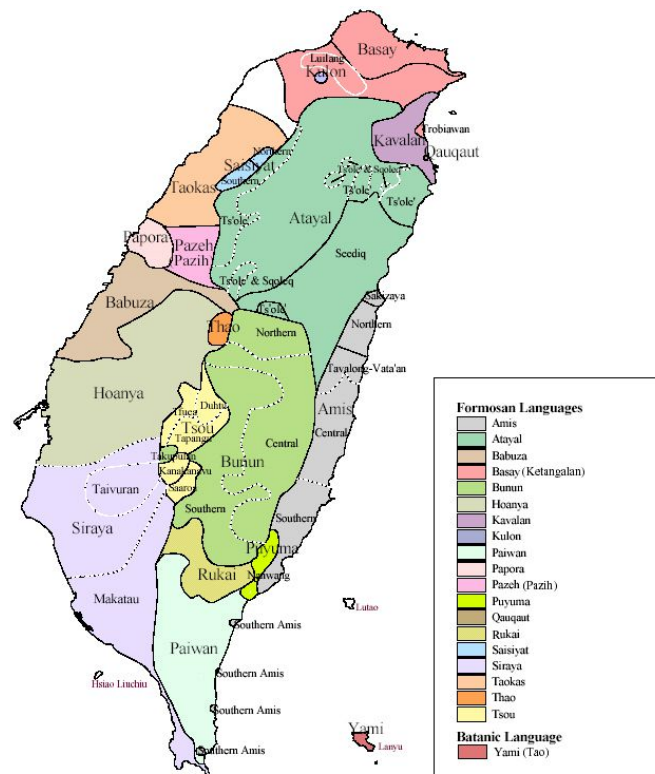 Basay
Luilang
Kulon
Trobiawan
Kavalan
Qauqaut
Northern
Saisiyat
Southern
Taokas
Ts'ole' & Sqoleq
Ts'ole'
Ts'ole'
Ts'ole'
Atayal
Papora
Pazeh
Pazih
Seediq
Ts'ole' & Sqoleq
Babuza
Ts'ole'
Sakizaya
Thao
Northern
Northern
Tavalong-Vata'an
Hoanya
Duhtu
Tsou
Tapangu
Amis
Central
Central
Takupulan
Bunun
Kanakanavu
Taivuran
Saaroa
Siraya
Southern
Southern
Puyuma
Rukai
Nanwang
Makatau
Lutao
Southern Amis
Paiwan
Southern Amis
Hsiao Liuchiu
Southern Amis
Yami
Lanyu
Southern Amis
Formosan Languages
Amis
Atayal
Babuza
Basay (Ketangalan)
Bunun
Hoanya
Kavalan
Kulon
Paiwan
Papora
Pazeh (Pazih)
Puyuma
Qauqaut
Rukai
Saisiyat
Siraya
Taokas
Thao
Tsou
Batanic Language
Yami (Tao)